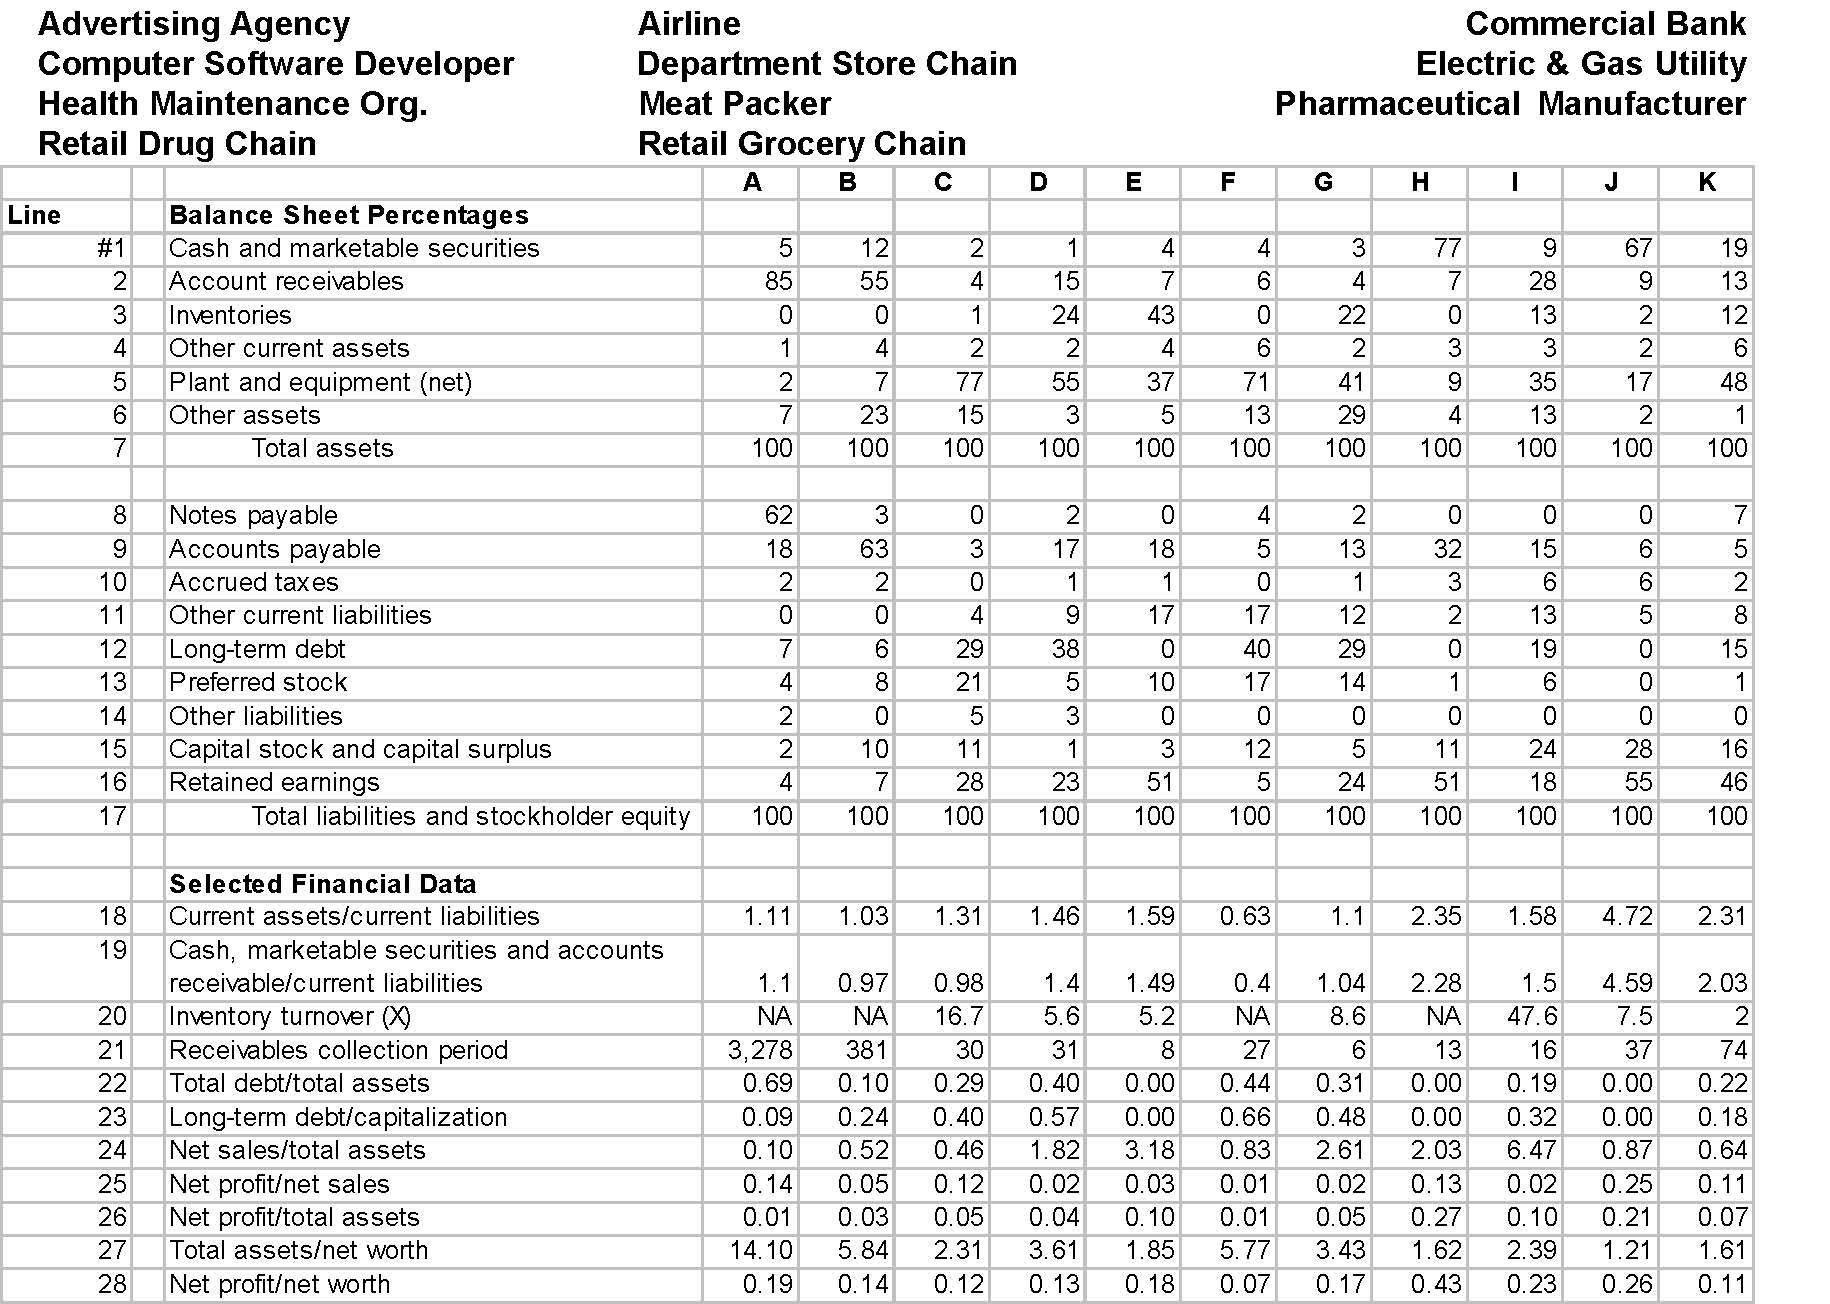 Advertising Agency Airline Commercial Bank
Computer Software Developer Department Store Chain Electric & Gas Utility
Health Maintenance Org. Meat Packer Pharmaceutical Manufacturer
Retail Drug Chain Retail Grocery Chain
A B C D E F G H I J K
Line Balance Sheet Percentages
#1 Cash and marketable securities 5 12 2 1 4 4 3 77 9 67 19
2 Account receivables 85 55 4 15 7 6 4 7 28 9 13
3 Inventories 0 0 1 24 43 0 22 0 13 2 12
4 Other current assets 1 4 2 2 4 6 2 3 3 2 6
5 Plant and equipment (net) 2 7 77 55 37 71 41 9 35 17 48
6 Other assets 7 23 15 3 5 13 29 4 13 2 1
7 Total assets 100 100 100 100 100 100 100 100 100 100 100
8 Notes payable 62 3 0 2 0 4 2 0 0 0 7
9 Accounts payable 18 63 3 17 18 5 13 32 15 6 5
10 Accrued taxes 2 2 0 1 1 0 1 3 6 6 2
11 Other current liabilities 0 0 4 9 17 17 12 2 13 5 8
12 Long-term debt 7 6 29 38 0 40 29 0 19 0 15
13 Preferred stock 4 8 21 5 10 17 14 1 6 0 1
14 Other liabilities 2 0 5 3 0 0 0 0 0 0 0
15 Capital stock and capital surplus 2 10 11 1 3 12 5 11 24 28 16
16 Retained earnings 4 7 28 23 51 5 24 51 18 55 46
17 Total liabilities and stockholder equity 100 100 100 100 100 100 100 100 100 100 100
Selected Financial Data
18 Current assets/current liabilities 1.11 1.03 1.31 1.46 1.59 0.63 1.1 2.35 1.58 4.72 2.31
19 Cash, marketable securities and accounts
receivable/current liabilities 1.1 0.97 0.98 1.4 1.49 0.4 1.04 2.28 1.5 4.59 2.03
20 Inventory turnover (X) NA NA 16.7 5.6 5.2 NA 8.6 NA 47.6 7.5 2
21 Receivables collection period 3,278 381 30 31 8 27 6 13 16 37 74
22 Total debt/total assets 0.69 0.10 0.29 0.40 0.00 0.44 0.31 0.00 0.19 0.00 0.22
23 Long-term debt/capitalization 0.09 0.24 0.40 0.57 0.00 0.66 0.48 0.00 0.32 0.00 0.18
24 Net sales/total assets 0.10 0.52 0.46 1.82 3.18 0.83 2.61 2.03 6.47 0.87 0.64
25 Net profit/net sales 0.14 0.05 0.12 0.02 0.03 0.01 0.02 0.13 0.02 0.25 0.11
26 Net profit/total assets 0.01 0.03 0.05 0.04 0.10 0.01 0.05 0.27 0.10 0.21 0.07
27 Total assets/net worth 14.10 5.84 2.31 3.61 1.85 5.77 3.43 1.62 2.39 1.21 1.61
28 Net profit/net worth 0.19 0.14 0.12 0.13 0.18 0.07 0.17 0.43 0.23 0.26 0.11